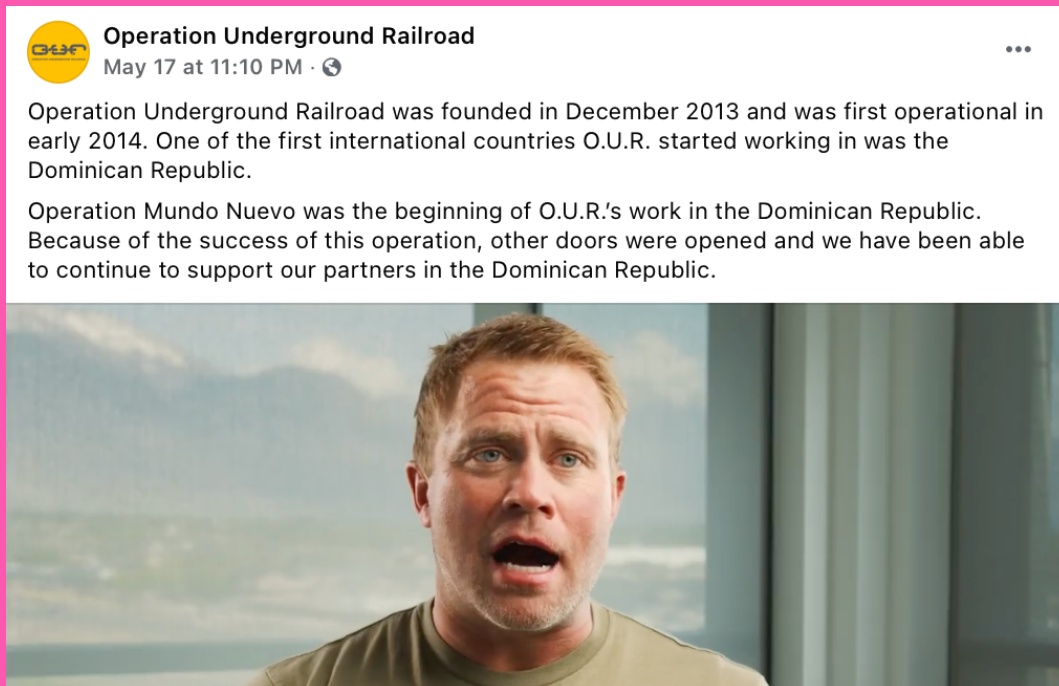 Operation Underground Railroad
May 17 at 11:10 PM ·
Operation Underground Railroad was founded in December 2013 and was first operational in
early 2014. One of the first international countries O.U.R. started working in was the
Dominican Republic.
Operation Mundo Nuevo was the beginning of O.U.R.'s work in the Dominican Republic.
Because of the success of this operation, other doors were opened and we have been able
to continue to support our partners in the Dominican Republic.